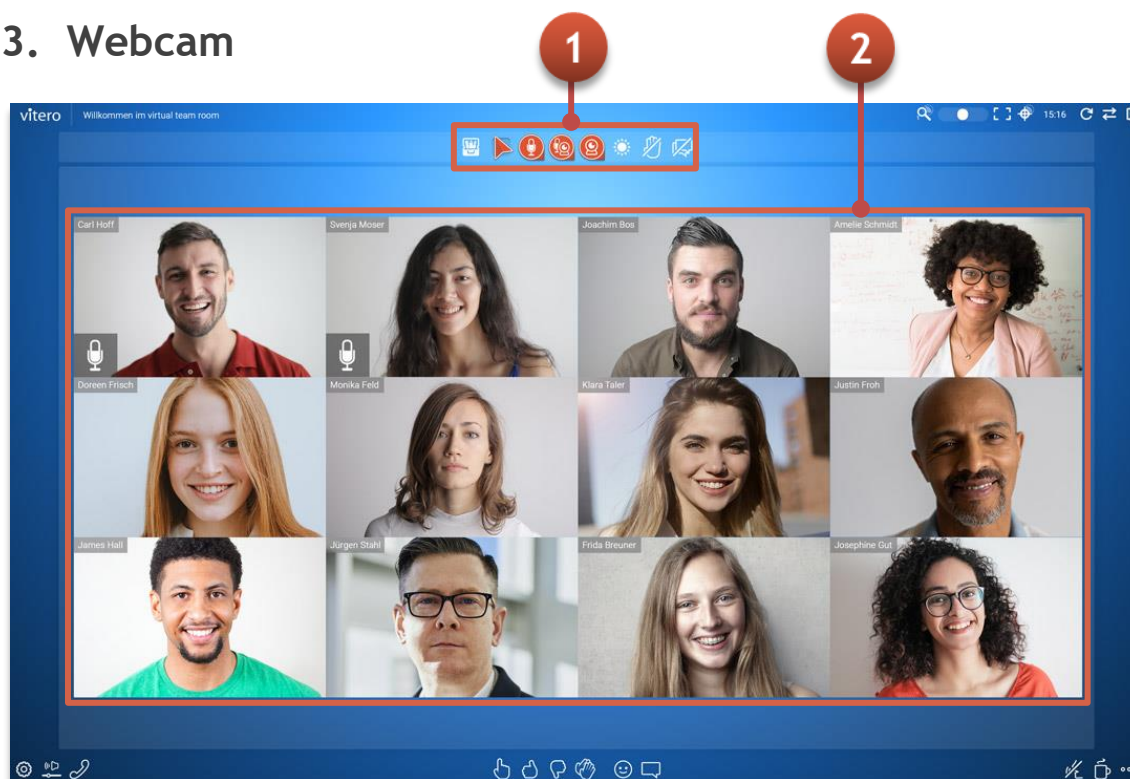 3. Webcam
1
2
vitero
Willkommen im virtual team room
15:16
Carl Hoff
Svenja Moser
Joachim Bos
Amelie Schmidt
Doreen Frisch
Monika Feld
Klara Taler
Justin Froh
James Hall
Jürgen Stahl
Frida Breuner
Josephine Gut